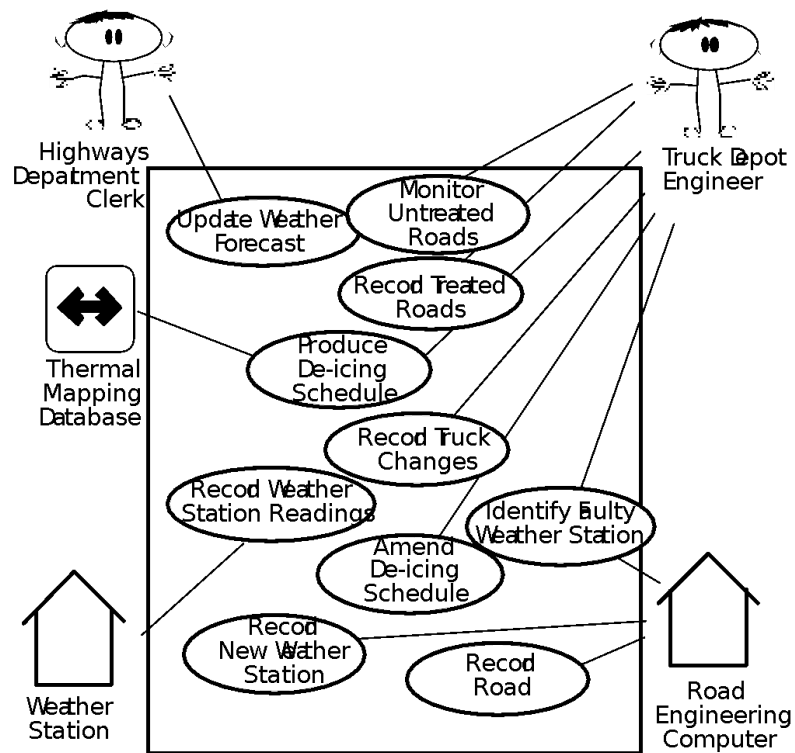 Highways
Department
Clerk
Truck Depot
Engineer
Update Weather
Forecast
Monitor
Untreated
Roads
Record Treated
Roads
Thermal
Mapping
Database
Produce
De-icing
Schedule
Record Truck
Changes
Record Weather
Station Readings
Identify Faulty
Weather Station
Amend
De-icing
Schedule
Record
New Weather
Station
Record
Road
Weather
Station
Road
Engineering
Computer